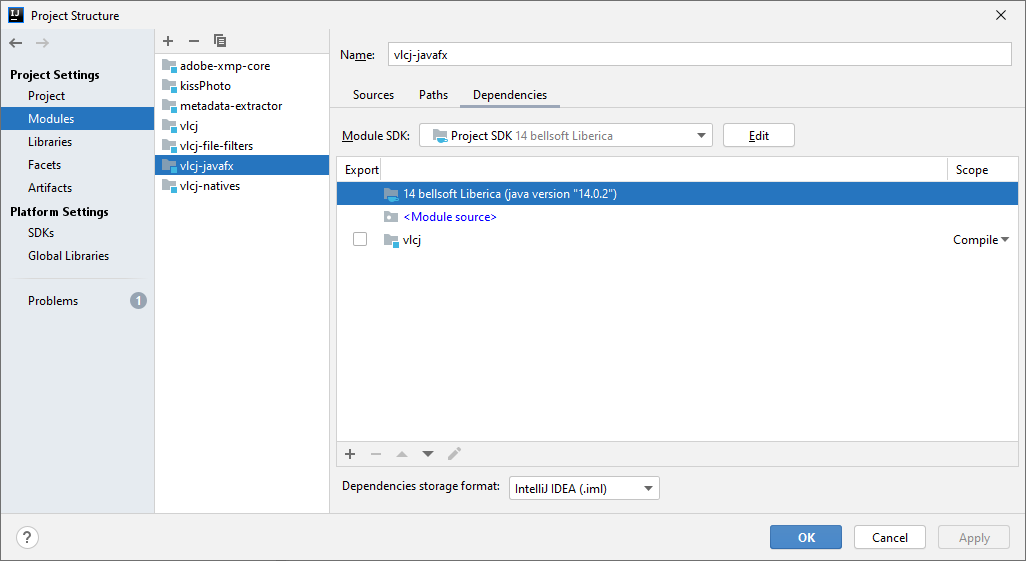 IJ Project Structure
Project Settings
Project
Modules
Libraries
Facets
Artifacts
Platform Settings
SDKs
Global Libraries
Problems 1
adobe-xmp-core
kissPhoto
metadata-extractor
vlcj
vlcj-file-filters
vlcj-javafx
vlcj-natives
Name: vlcj-javafx
Sources Paths Dependencies
Module SDK: Project SDK 14 bellsoft Liberica Edit
Export Scope
14 bellsoft Liberica (java version "14.0.2")
<Module source>
vlcj Compile
Dependencies storage format: IntelliJ IDEA (.iml)
? OK Cancel Apply